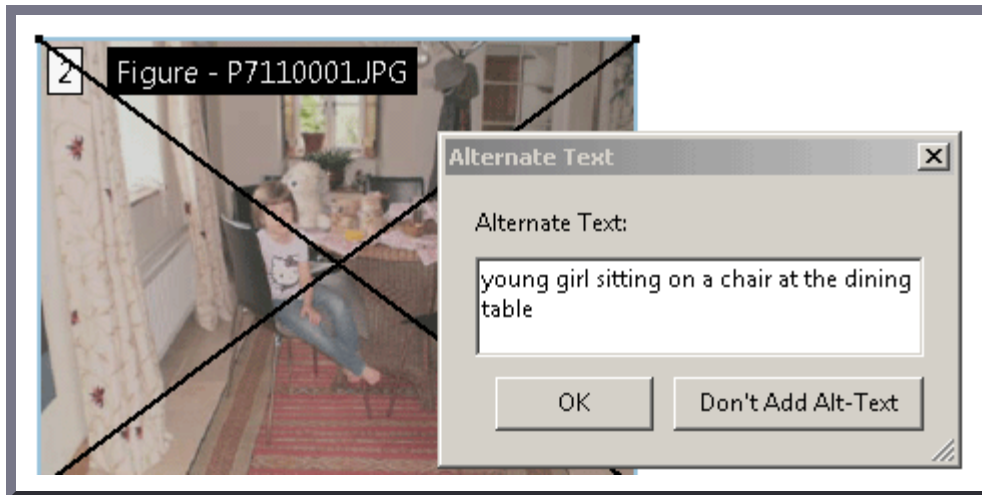 2
Figure - P7110001.JPG
Alternate Text
Alternate Text:
young girl sitting on a chair at the dining
table
OK
Don't Add Alt-Text